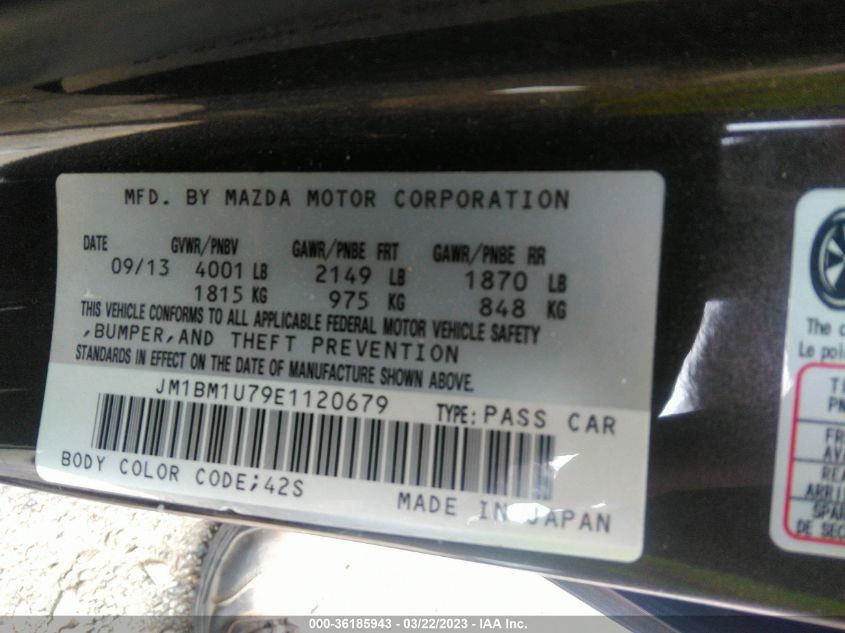 MFD. BY MAZDA MOTOR CORPORATION
DATE GVWR/PNBV GAWR/PNBE FRT GAWR/PNBE RR
09/13 4001 LB 2149 LB 1870 LB
1815 KG 975 KG 848 KG
THIS VEHICLE CONFORMS TO ALL APPLICABLE FEDERAL MOTOR VEHICLE SAFETY
,BUMPER,AND THEFT PREVENTION
STANDARDS IN EFFECT ON THE DATE OF MANUFACTURE SHOWN ABOVE.
JM1BM1U79E1120679 TYPE: PASS CAR
BODY COLOR CODE;42S
MADE IN JAPAN
The
Le
DE
000-36185943 - 03/22/2023 - IAA Inc.